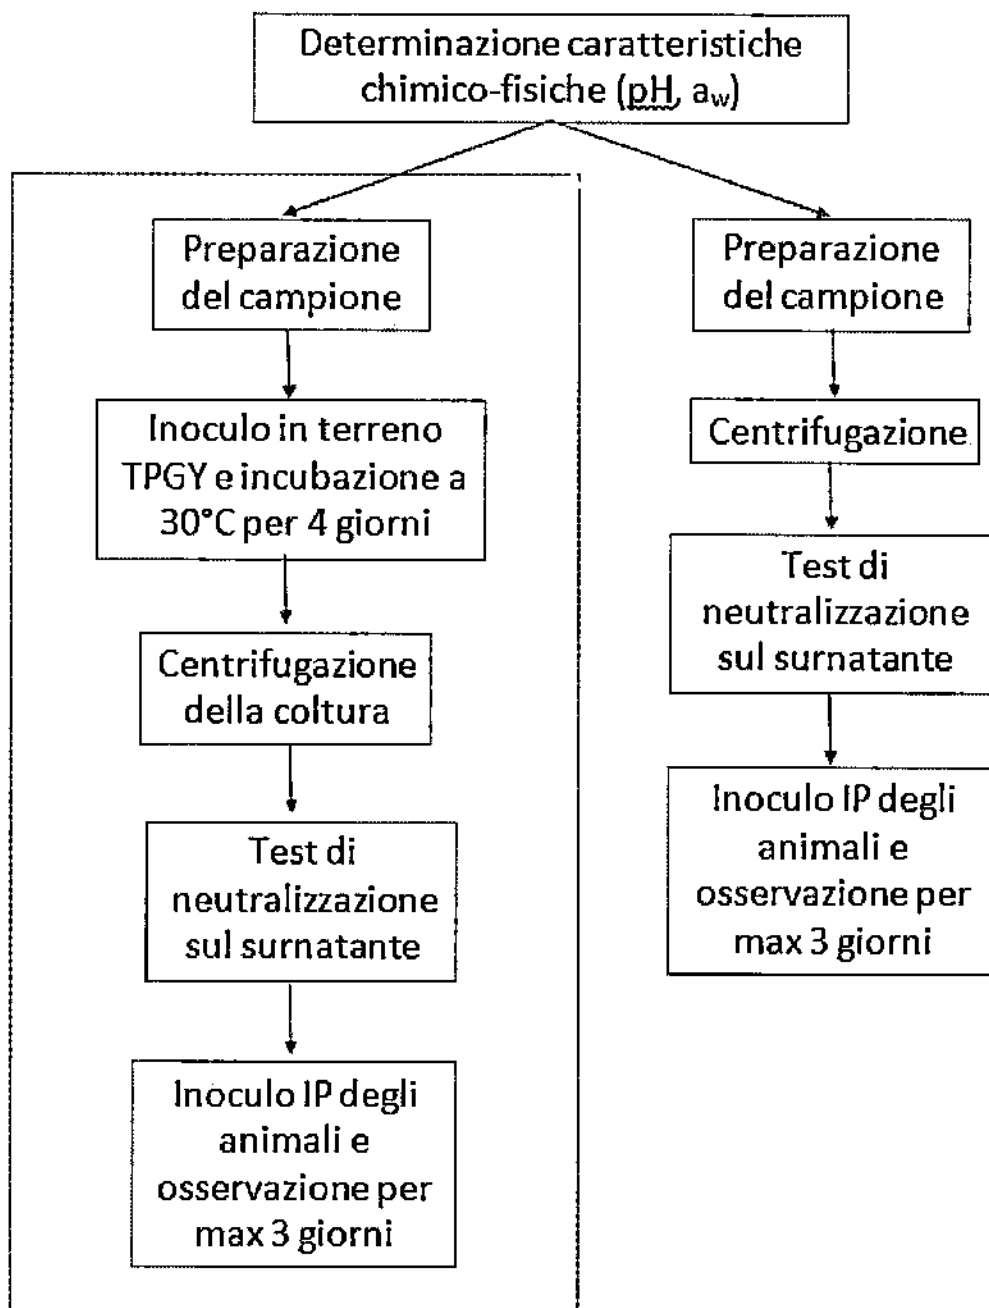 Determinazione caratteristiche
chimico-fisiche (pH, aw)
Preparazione
del campione
Inoculo in terreno
TPGY e incubazione a
30°C per 4 giorni
Centrifugazione
della coltura
Test di
neutralizzazione
sul surnatante
Inoculo IP degli
animali e
osservazione per
max 3 giorni
Preparazione
del campione
Centrifugazione
Test di
neutralizzazione
sul surnatante
Inoculo IP degli
animali e
osservazione per
max 3 giorni